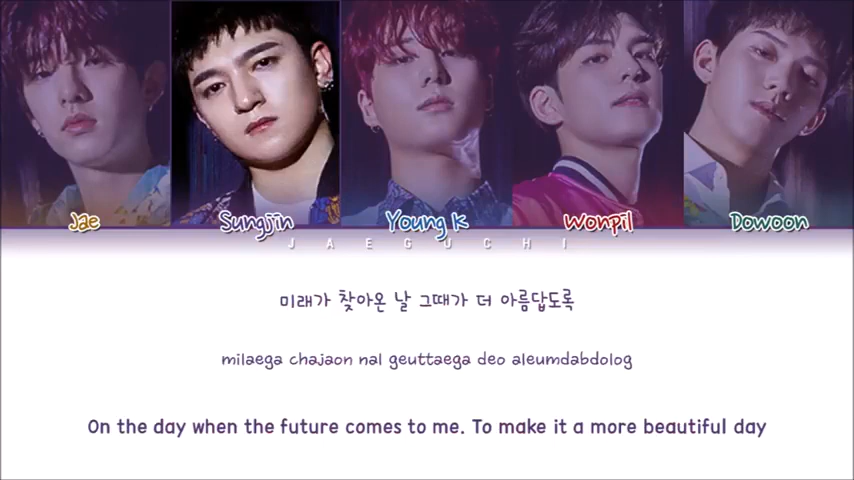 Jae Sungjin Young K Wonpil Dowoon
JAEGUCHI
미래가 찾아온 날 그때가 더 아름답도록
milaega chajaon nal geuttaega deo aleumdabdolog
On the day when the future comes to me. To make it a more beautiful day